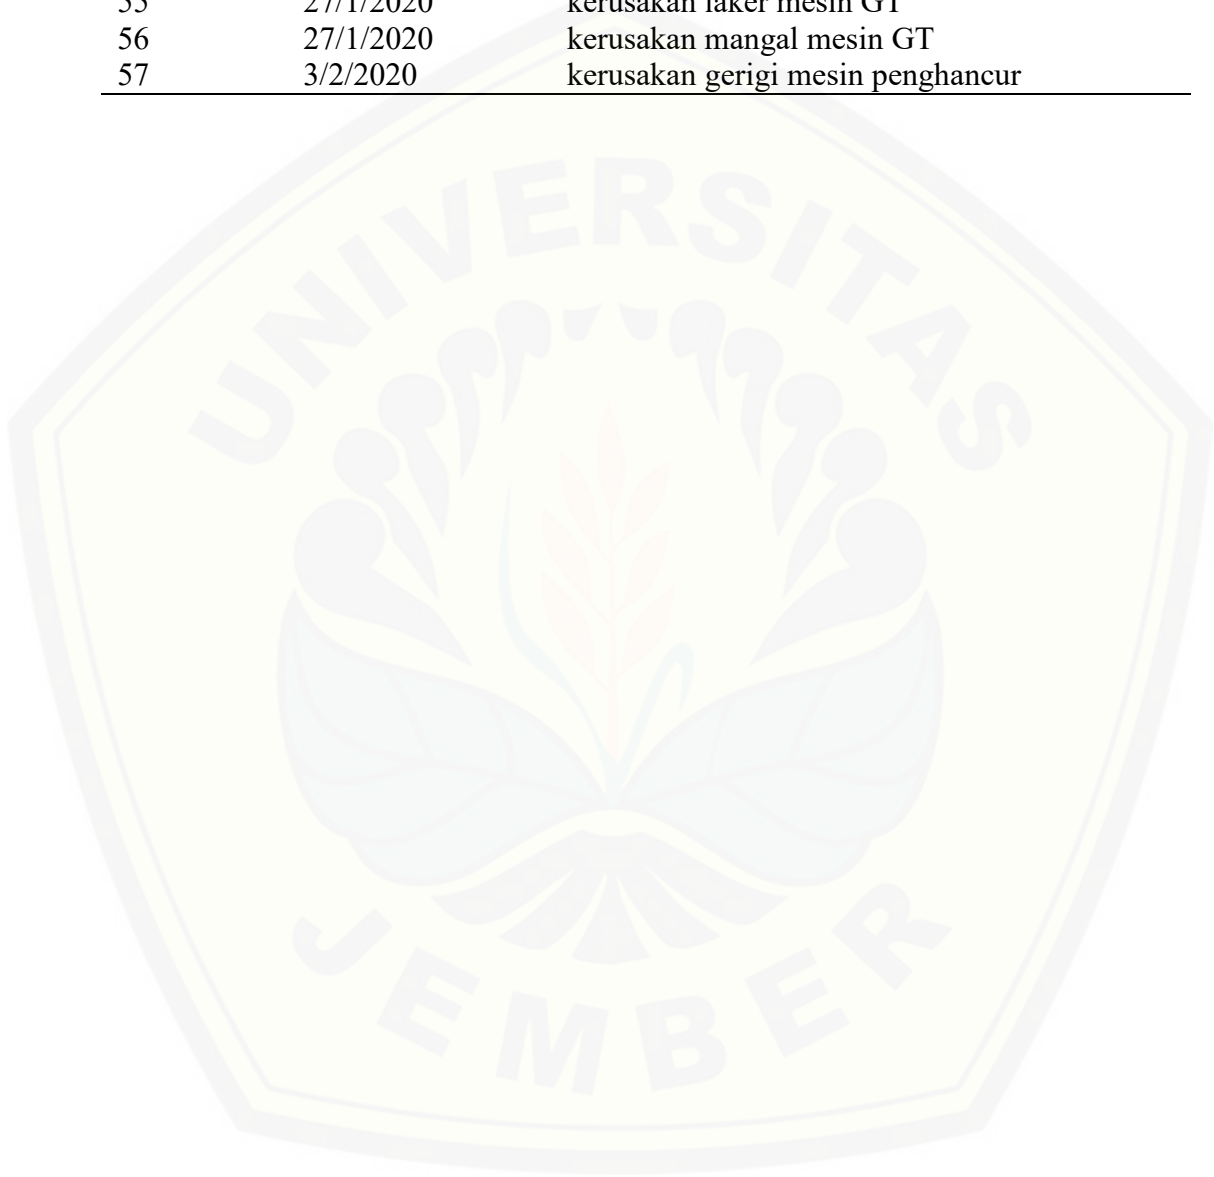 55 27/1/2020 kerusakan laker mesin GT
56 27/1/2020 kerusakan mangal mesin GT
57 3/2/2020 kerusakan gerigi mesin penghancur
UNIVERSITAS
JEMBER